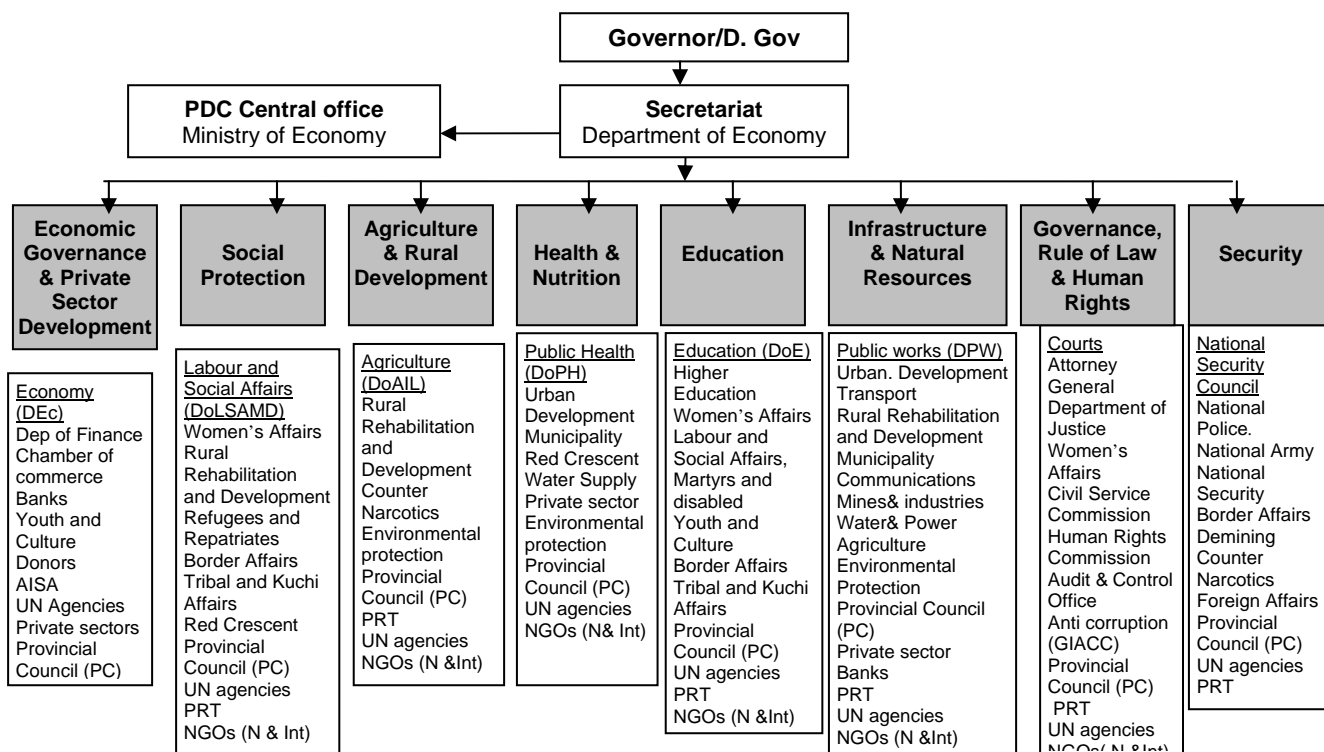 Governor/D. Gov
PDC Central office
Ministry of Economy
Secretariat
Department of Economy
Economic
Governance
& Private
Sector
Development
Social
Protection
Agriculture
& Rural
Development
Health &
Nutrition
Education
Infrastructure
& Natural
Resources
Governance,
Rule of Law
& Human
Rights
Security
Economy
(DEc)
Dep of Finance
Chamber of
commerce
Banks
Youth and
Culture
Donors
AISA
UN Agencies
Private sectors
Provincial
Council (PC)
Labour and
Social Affairs
(DoLSAMD)
Women's Affairs
Rural
Rehabilitation
and Development
Refugees and
Repatriates
Border Affairs
Tribal and Kuchi
Affairs
Red Crescent
Provincial
Council (PC)
UN agencies
PRT
NGOs (N & Int)
Agriculture
(DoAIL)
Rural
Rehabilitation
and
Development
Counter
Narcotics
Environmental
protection
Provincial
Council (PC)
PRT
UN agencies
NGOs (N &Int)
Public Health
(DoPH)
Urban
Development
Municipality
Red Crescent
Water Supply
Private sector
Environmental
protection
Provincial
Council (PC)
UN agencies
NGOs (N& Int)
Education (DoE)
Higher
Education
Women's Affairs
Labour and
Social Affairs,
Martyrs and
disabled
Youth and
Culture
Border Affairs
Tribal and Kuchi
Affairs
Provincial
Council (PC)
UN agencies
PRT
NGOs (N &Int)
Public works (DPW)
Urban. Development
Transport
Rural Rehabilitation
and Development
Municipality
Communications
Mines& industries
Water& Power
Agriculture
Environmental
Protection
Provincial Council
(PC)
Private sector
Banks
PRT
UN agencies
NGOs (N &Int)
Courts
Attorney
General
Department of
Justice
Women's
Affairs
Civil Service
Commission
Human Rights
Commission
Audit & Control
Office
Anti corruption
(GIACC)
Provincial
Council (PC)
PRT
UN agencies
NGOs( N &Int)
National
Security
Council
National
Police.
National Army
National
Security
Border Affairs
Demining
Counter
Narcotics
Foreign Affairs
Provincial
Council (PC)
UN agencies
PRT